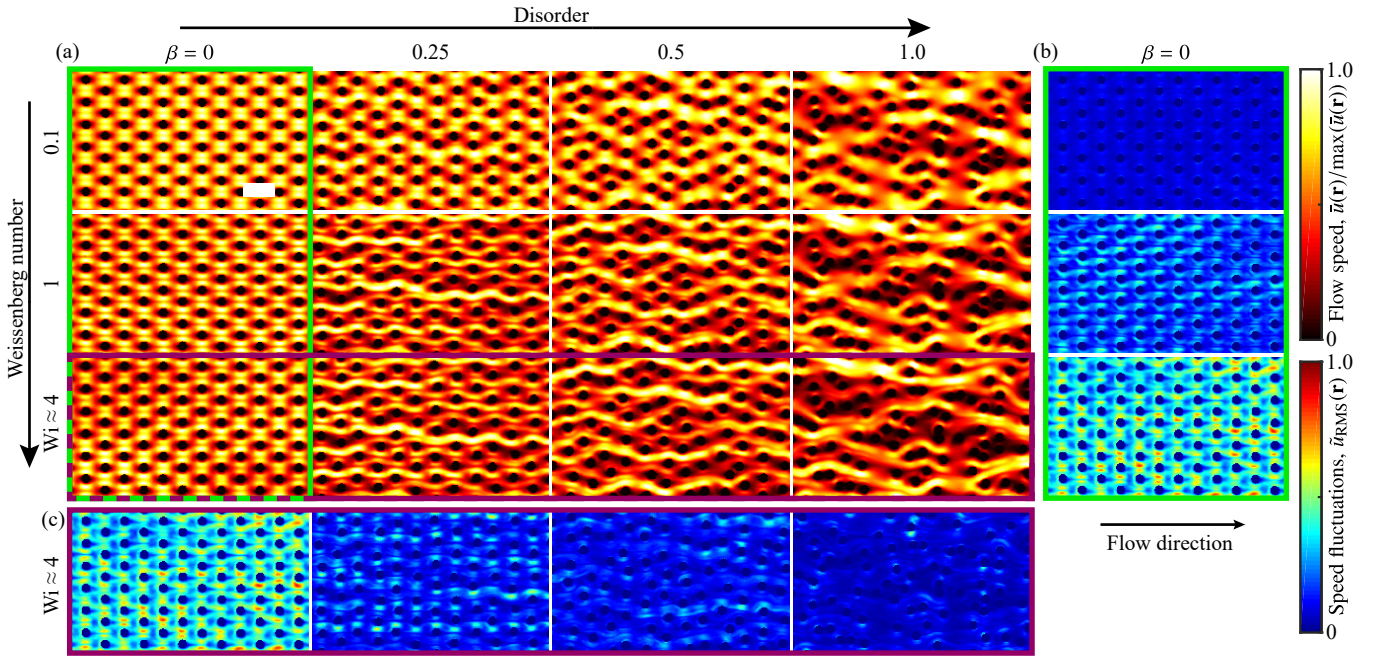 Disorder
(a)
β = 0
0.25
0.5
1.0
(b)
β = 0
Weissenberg number
0.1
1
Wi ≈ 4
1.0
Flow speed, ū(r)/max(ū(r))
0
1.0
Speed fluctuations, ũRMS(r)
0
(c)
Wi ≈ 4
Flow direction